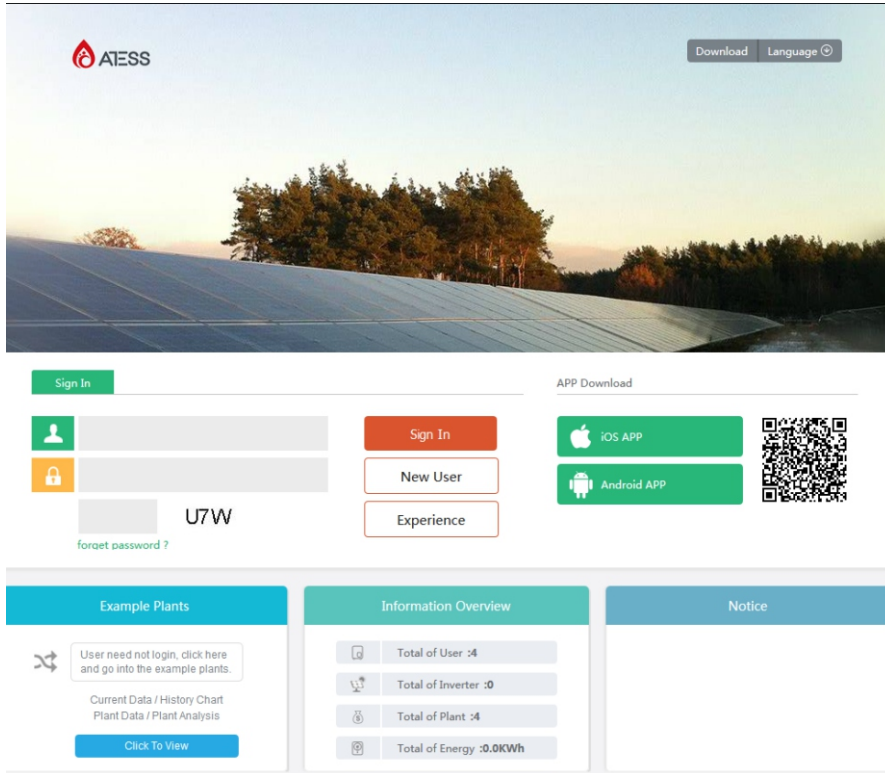 ATESS
Download Language
Sign In
APP Download
Sign In
iOS APP
New User
Android APP
U7W
Experience
forget password ?
Example Plants
User need not login, click here
and go into the example plants.
Current Data / History Chart
Plant Data / Plant Analysis
Click To View
Information Overview
Total of User :4
Total of Inverter :0
Total of Plant :4
Total of Energy :0.0KWh
Notice